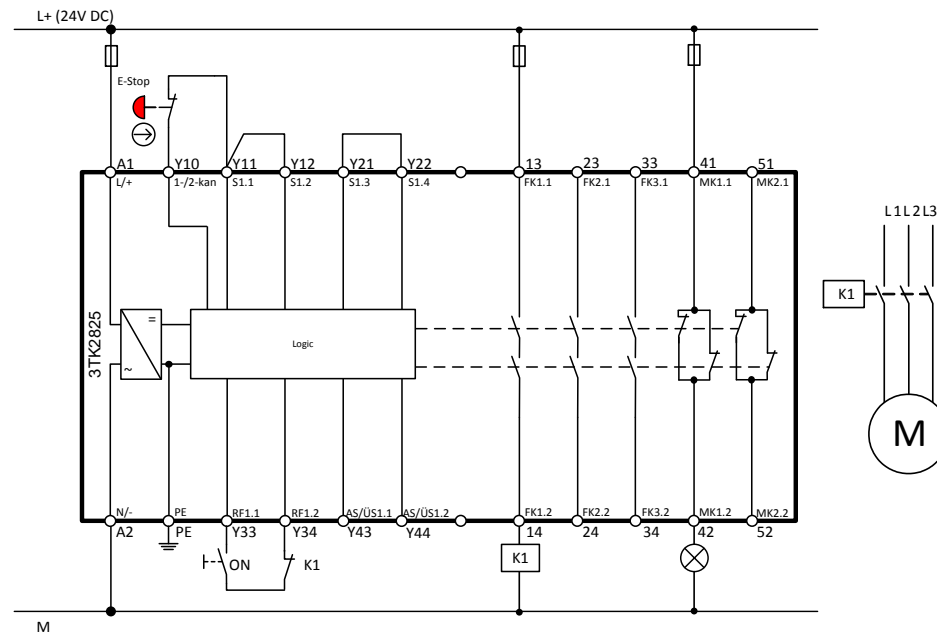 L+ (24V DC)
E-Stop
A1 Y10 Y11 Y12 Y21 Y22 13 23 33 41 51
L/+ 1-/2-kan S1.1 S1.2 S1.3 S1.4 FK1.1 FK2.1 FK3.1 MK1.1 MK2.1
L1 L2 L3
K1
3TK2825
=
~
Logic
M
N/- PE RF1.1 RF1.2 AS/ÜS1.1 AS/ÜS1.2 FK1.2 FK2.2 FK3.2 MK1.2 MK2.2
A2 PE Y33 Y34 Y43 Y44 14 24 34 42 52
ON K1 K1
M